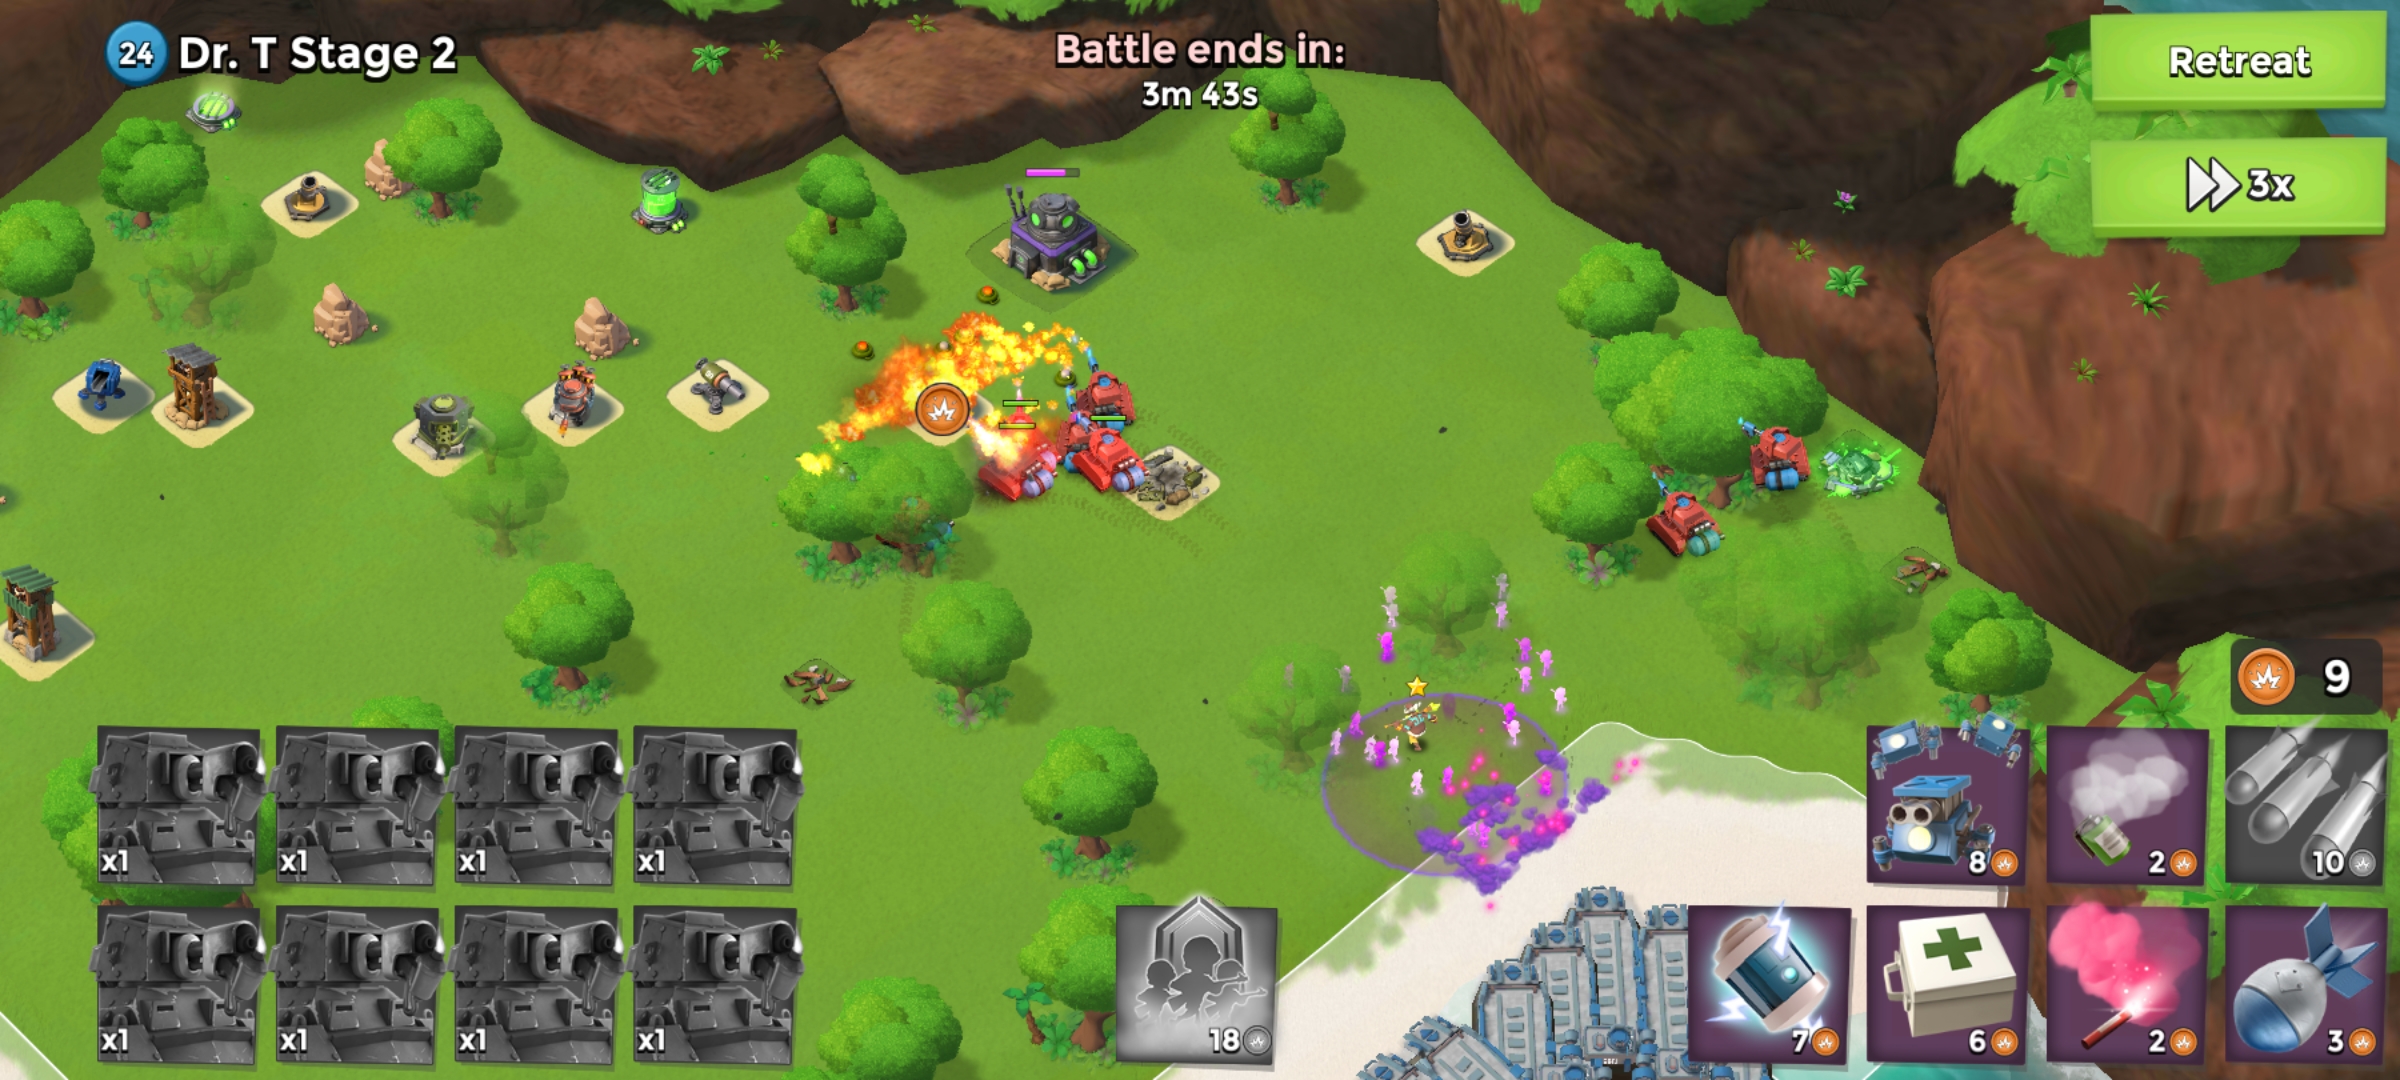 24 Dr. T Stage 2
Battle ends in:
3m 43s
Retreat
3x
9
x1
x1
x1
x1
8
2
10
x1
x1
x1
x1
18
7
6
2
3